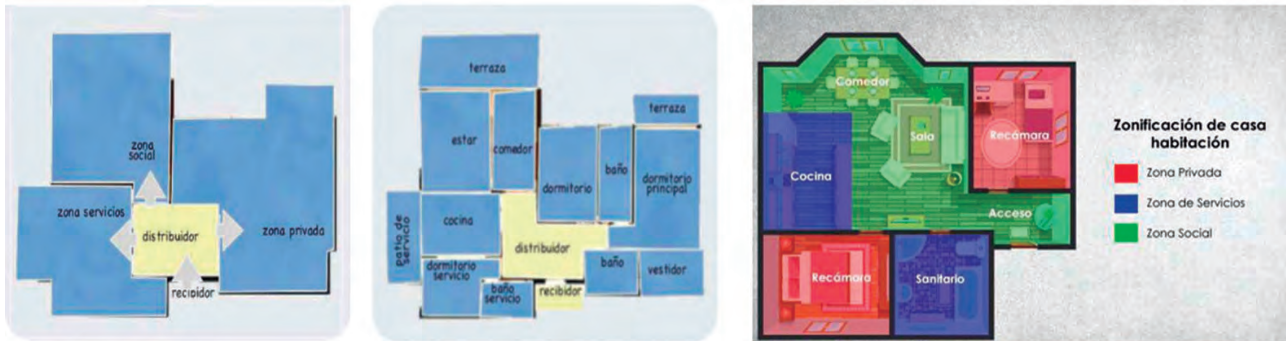 zona
social
zona servicios
distribuidor
zona privada
recibidor
terraza
terraza
estar
comedor
dormitorio
baño
dormitorio
principal
cocina
patio de
servicio
distribuidor
dormitorio
servicio
baño
servicio
recibidor
baño
vestidor
Comedor
Sala
Recámara
Cocina
Acceso
Recámara
Sanitario
Zonificación de casa
habitación
Zona Privada
Zona de Servicios
Zona Social